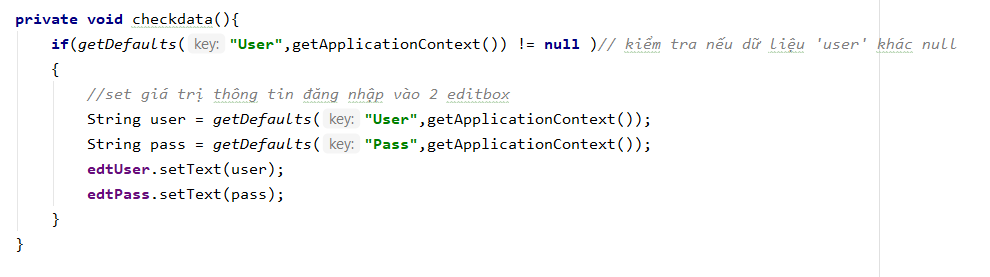 private void checkdata(){
if(getDefaults( key: "User",getApplicationContext()) != null )// kiểm tra nếu dữ liệu 'user' khác null
{
//set giá trị thông tin đăng nhập vào 2 editbox
String user = getDefaults( key: "User",getApplicationContext());
String pass = getDefaults( key: "Pass",getApplicationContext());
edtUser.setText(user);
edtPass.setText(pass);
}
}